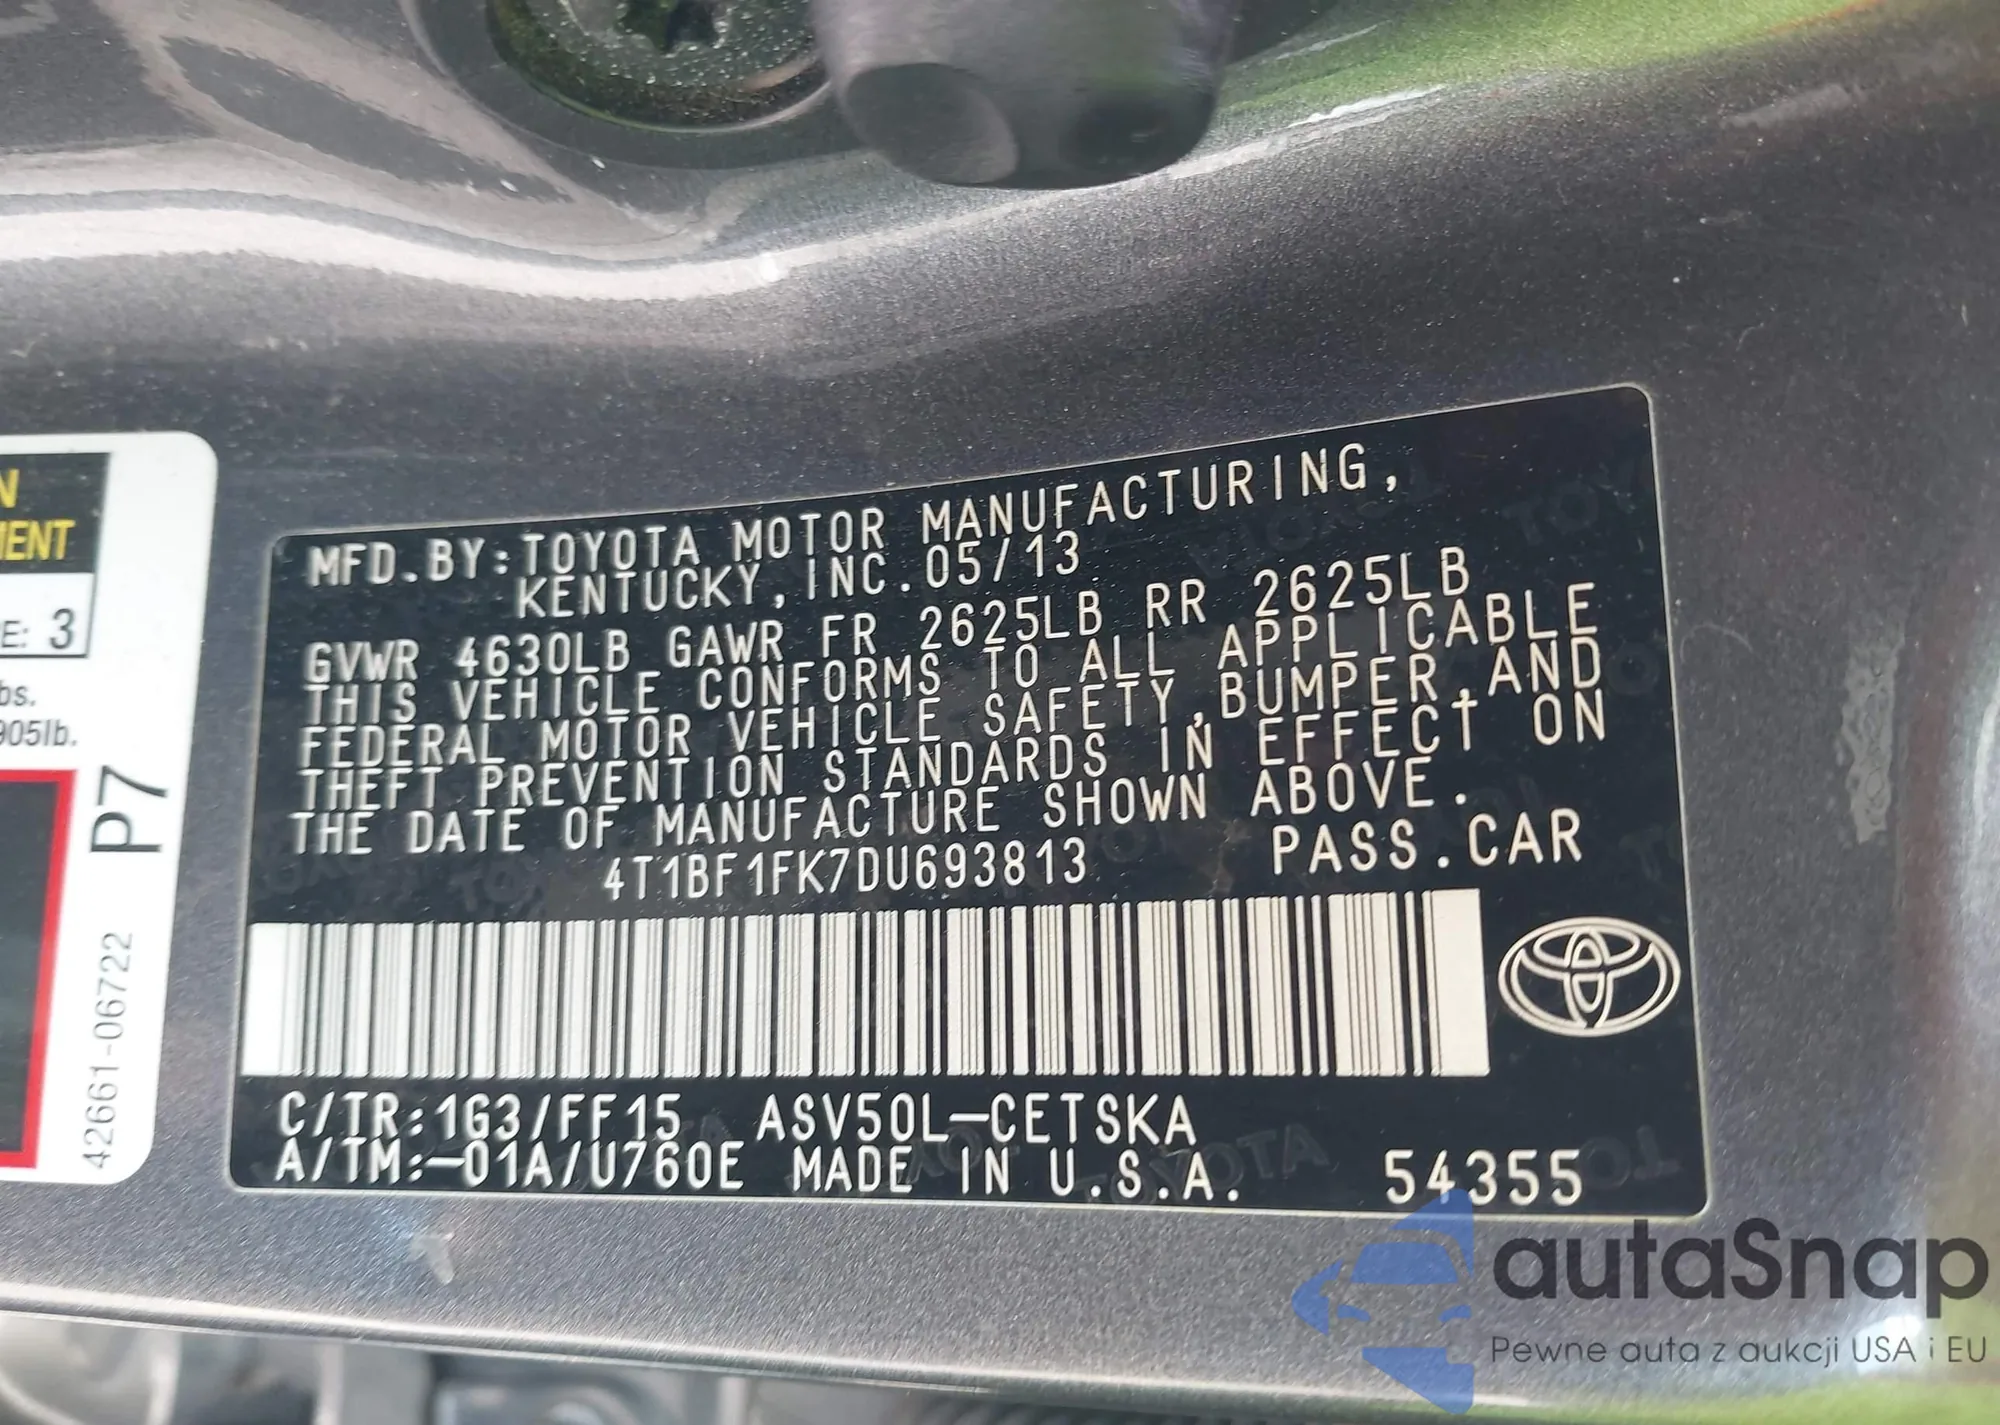 N
MENT
E: 3
bs.
905lb.
P7
42661-06722
MFD.BY:TOYOTA MOTOR MANUFACTURING,
KENTUCKY, INC.05/13
GVWR 4630LB GAWR FR 2625LB RR 2625LB
THIS VEHICLE CONFORMS TO ALL APPLICABLE
FEDERAL MOTOR VEHICLE SAFETY,BUMPER,AND
THEFT PREVENTION STANDARDS IN EFFECT ON
THE DATE OF MANUFACTURE SHOWN ABOVE.
4T1BF1FK7DU693813 PASS.CAR
C/TR:1G3/FF15 ASV50L-CETSKA
A/TM:-01A/U760E MADE IN U.S.A. 54355
autaSnap
Pewne auta z aukcji USA i EU